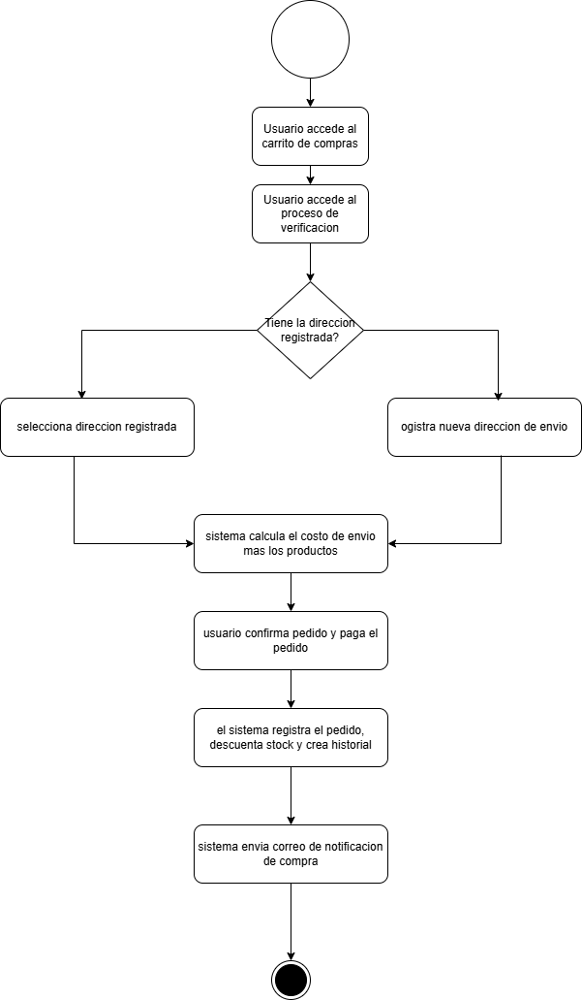 Usuario accede al
carrito de compras
Usuario accede al
proceso de
verificacion
Tiene la direccion
registrada?
selecciona direccion registrada
ogistra nueva direccion de envio
sistema calcula el costo de envio
mas los productos
usuario confirma pedido y paga el
pedido
el sistema registra el pedido,
descuenta stock y crea historial
sistema envia correo de notificacion
de compra